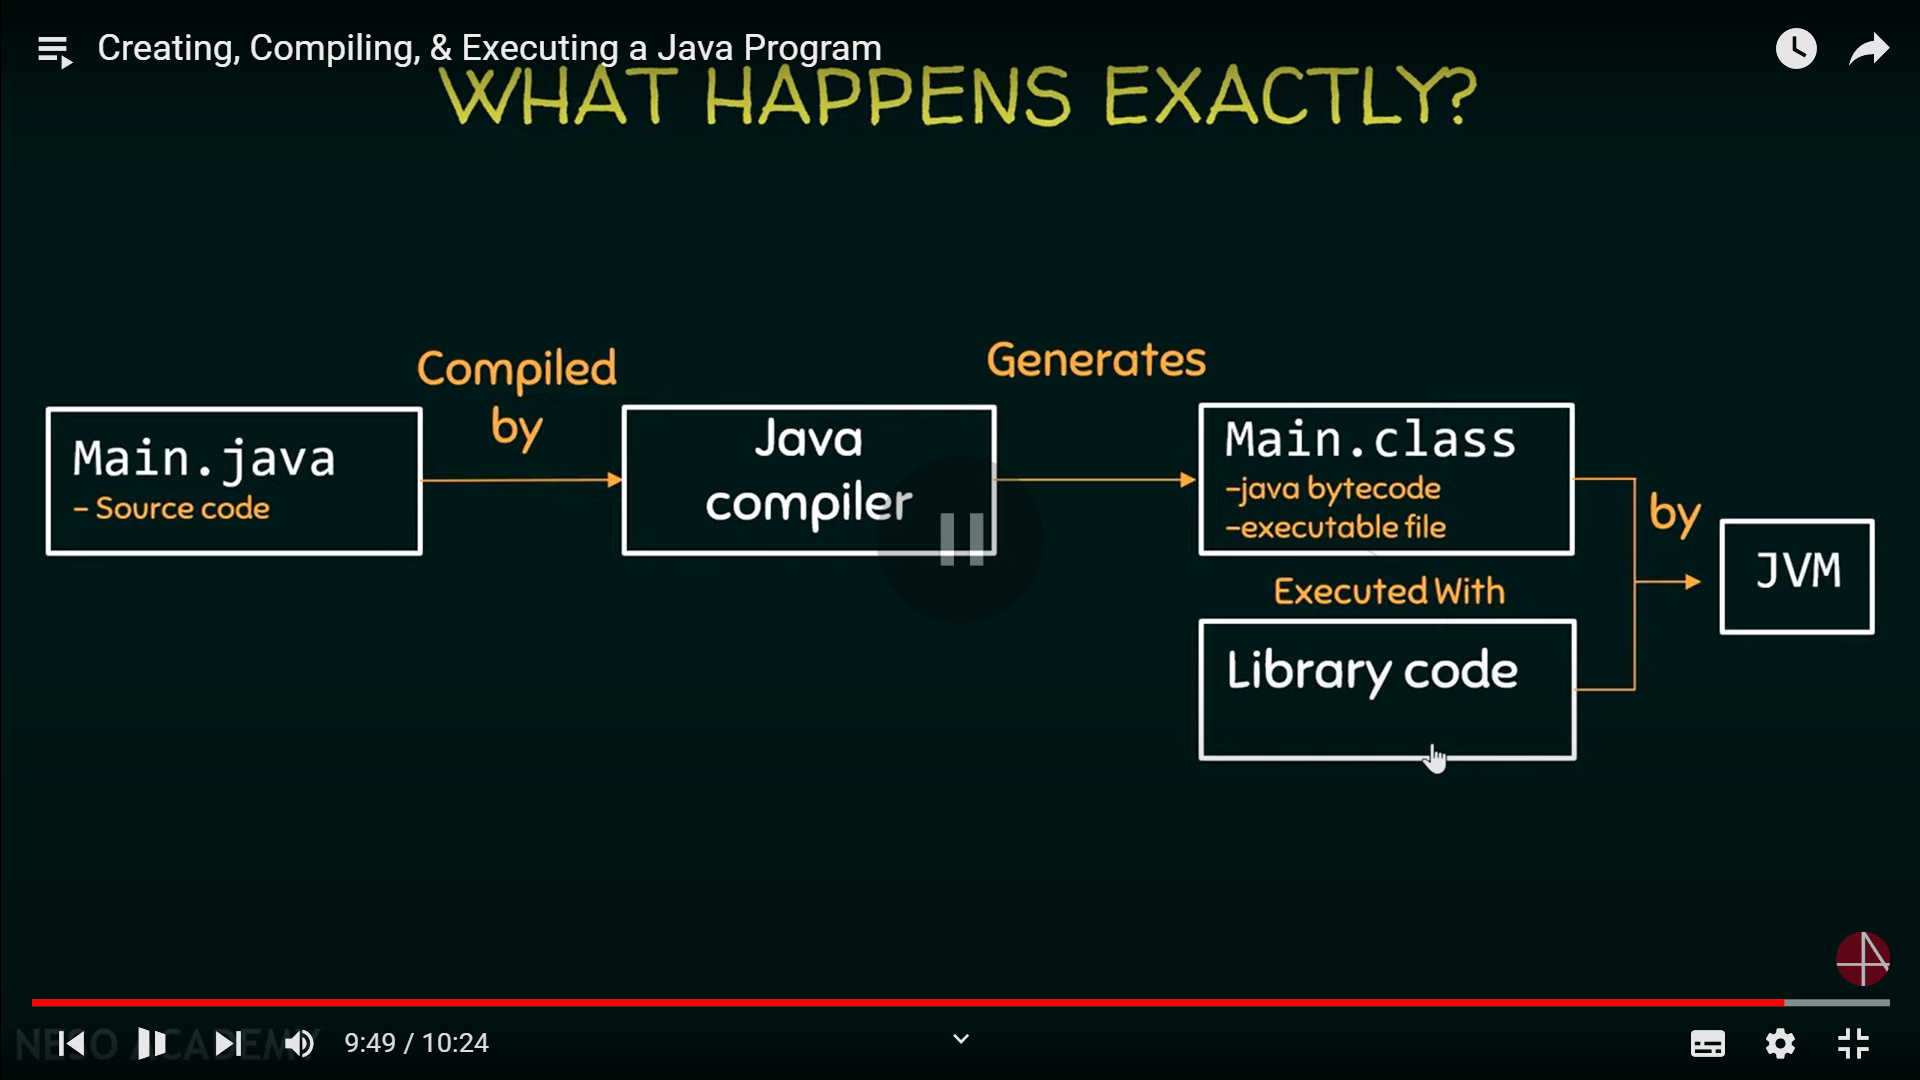 Creating, Compiling, & Executing a Java Program
WHAT HAPPENS EXACTLY?
Compiled
by
Generates
Main.java
- Source code
Java
compiler
Main.class
-java bytecode
-executable file
by
JVM
Executed With
Library code
NESO ACADEMY
9:49 / 10:24